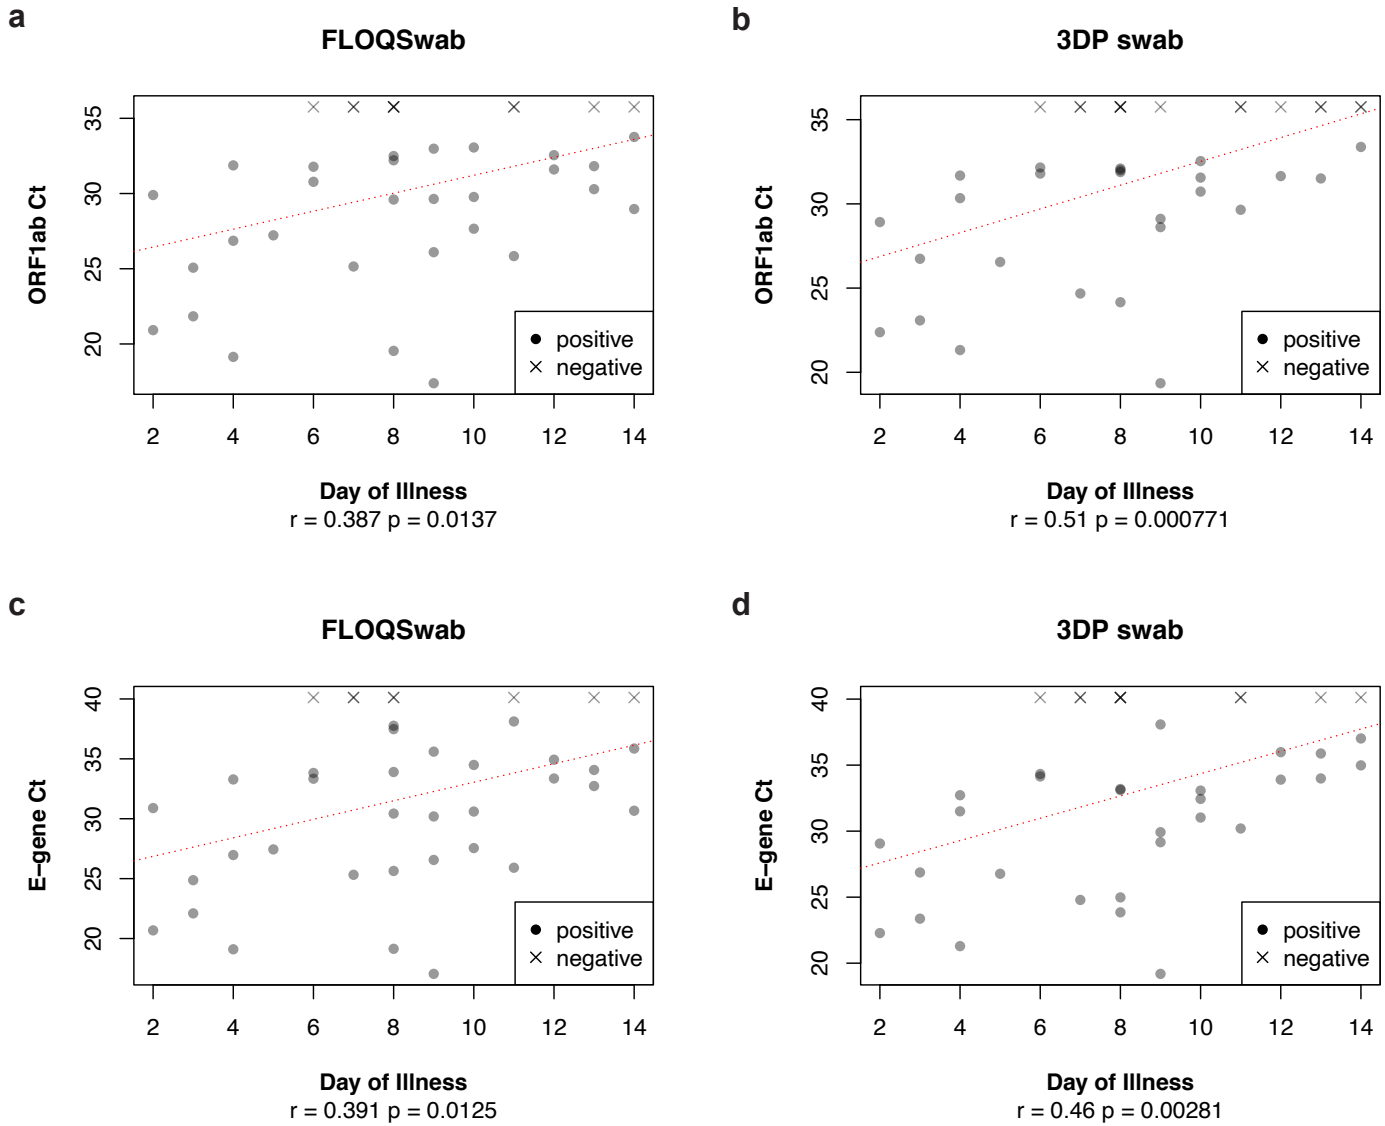 a
FLOQSwab
ORF1ab Ct
35
30
25
20
positive
negative
2 4 6 8 10 12 14
Day of Illness
r = 0.387 p = 0.0137
b
3DP swab
ORF1ab Ct
35
30
25
20
positive
negative
2 4 6 8 10 12 14
Day of Illness
r = 0.51 p = 0.000771
c
FLOQSwab
E−gene Ct
40
35
30
25
20
positive
negative
2 4 6 8 10 12 14
Day of Illness
r = 0.391 p = 0.0125
d
3DP swab
E−gene Ct
40
35
30
25
20
positive
negative
2 4 6 8 10 12 14
Day of Illness
r = 0.46 p = 0.00281